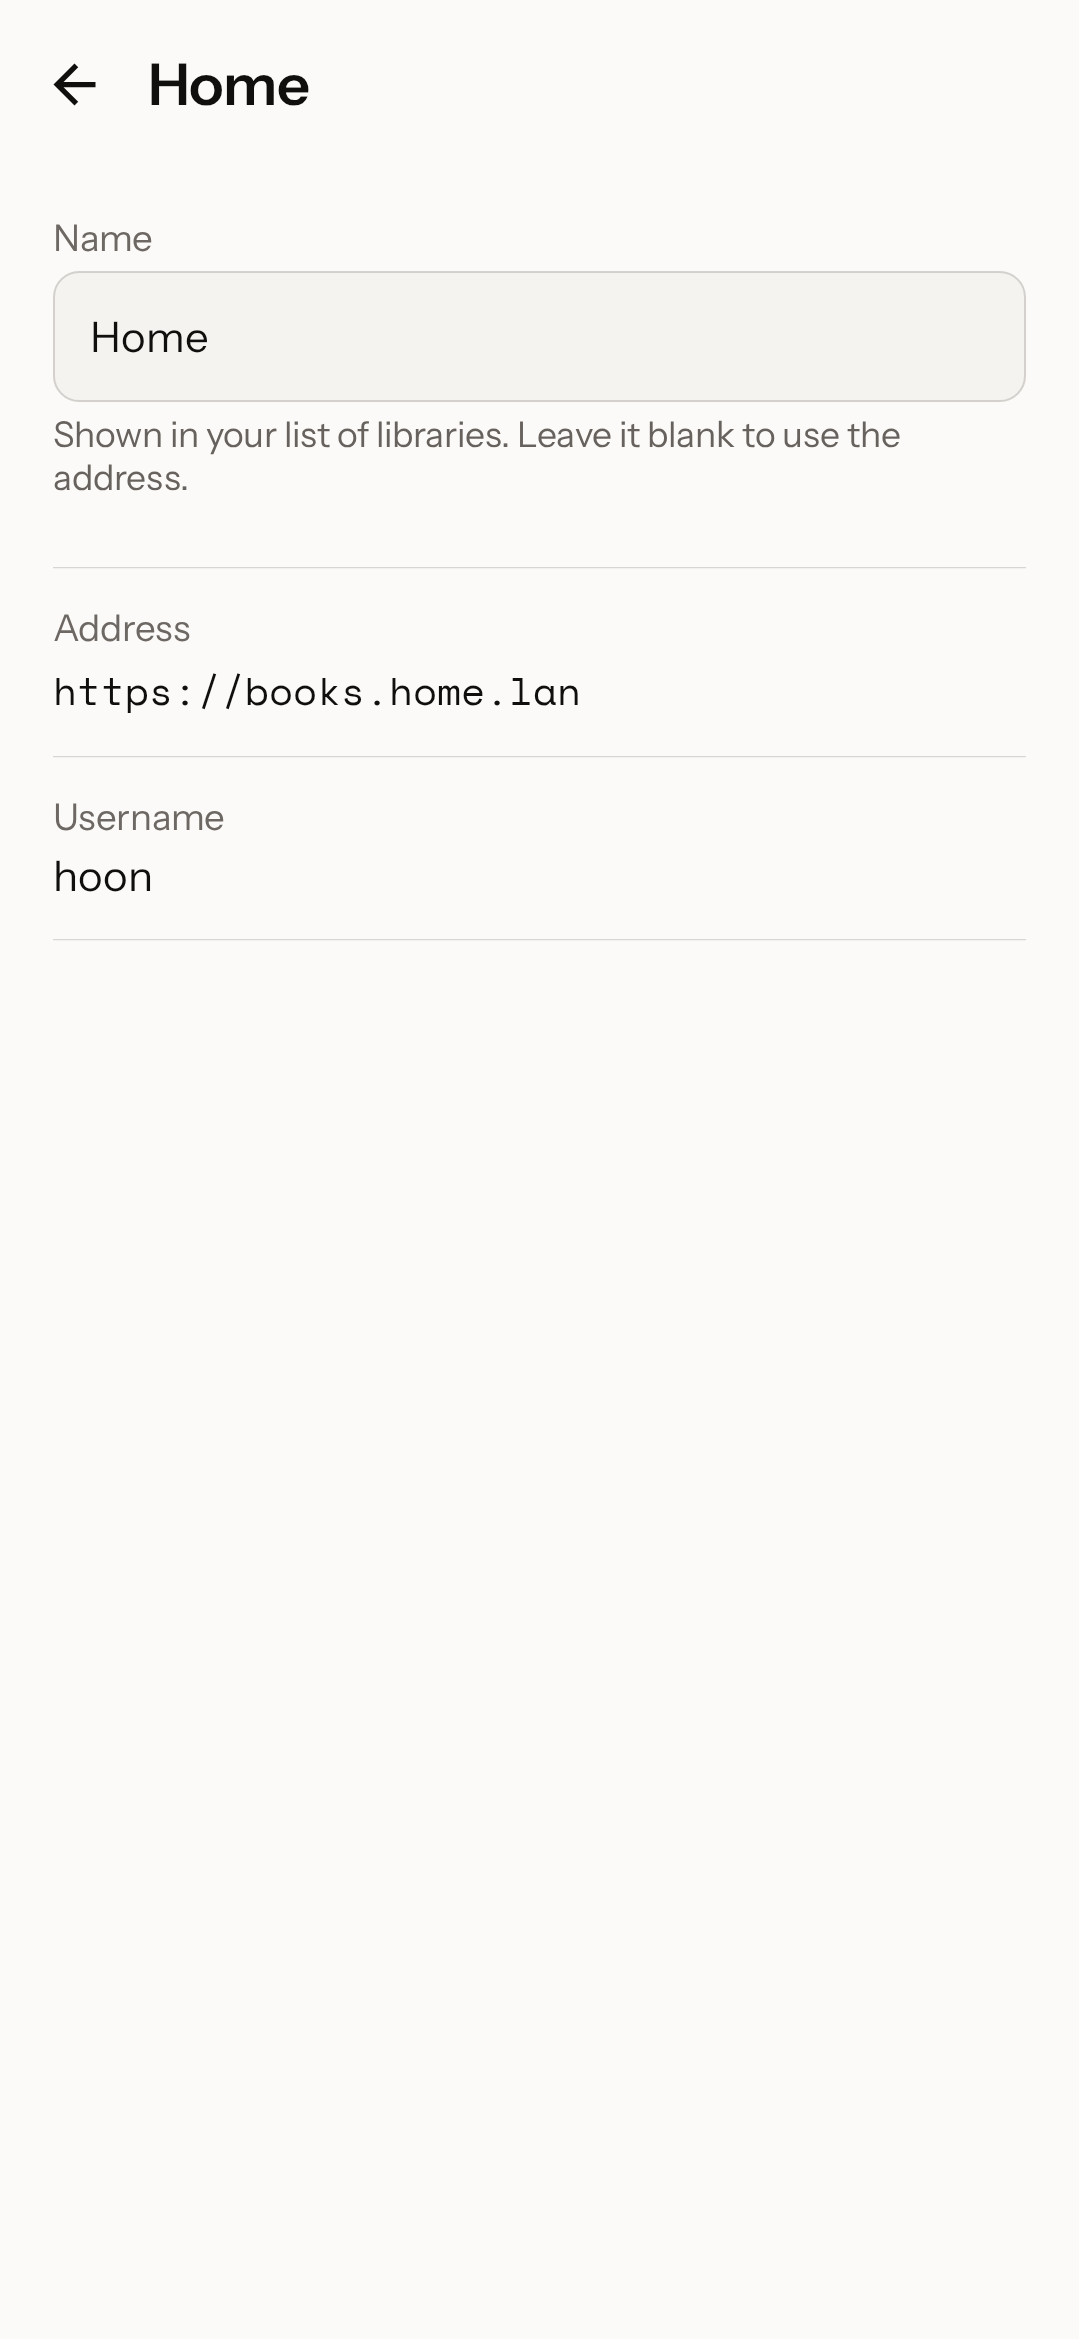 Home
Name
Home
Shown in your list of libraries. Leave it blank to use the
address.
Address
https://books.home.lan
Username
hoon